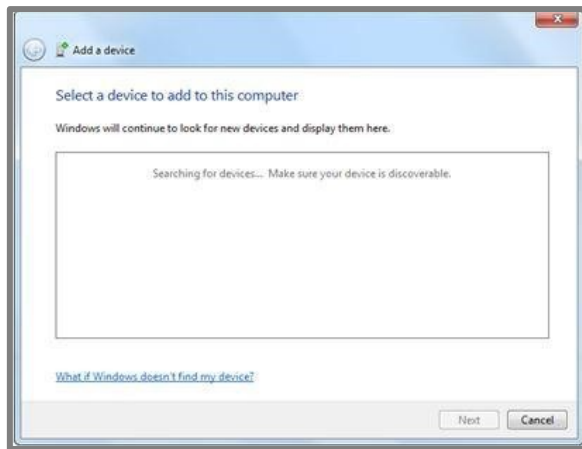 Add a device
Select a device to add to this computer
Windows will continue to look for new devices and display them here.
Searching for devices... Make sure your device is discoverable.
What if Windows doesn't find my device?
Next Cancel